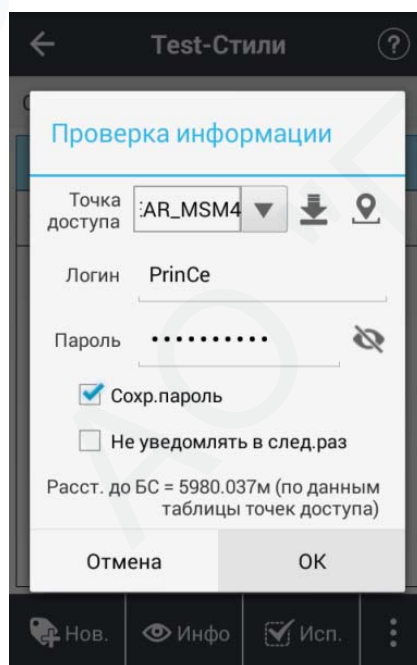 Test-Стили
?
Проверка информации
Точка доступа
:AR_MSM4
Логин
PrinCe
Пароль
••••••••••
Сохр.пароль
Не уведомлять в след.раз
Расст. до БС = 5980.037м (по данным
таблицы точек доступа)
Отмена
OK
Нов.
Инфо
Исп.